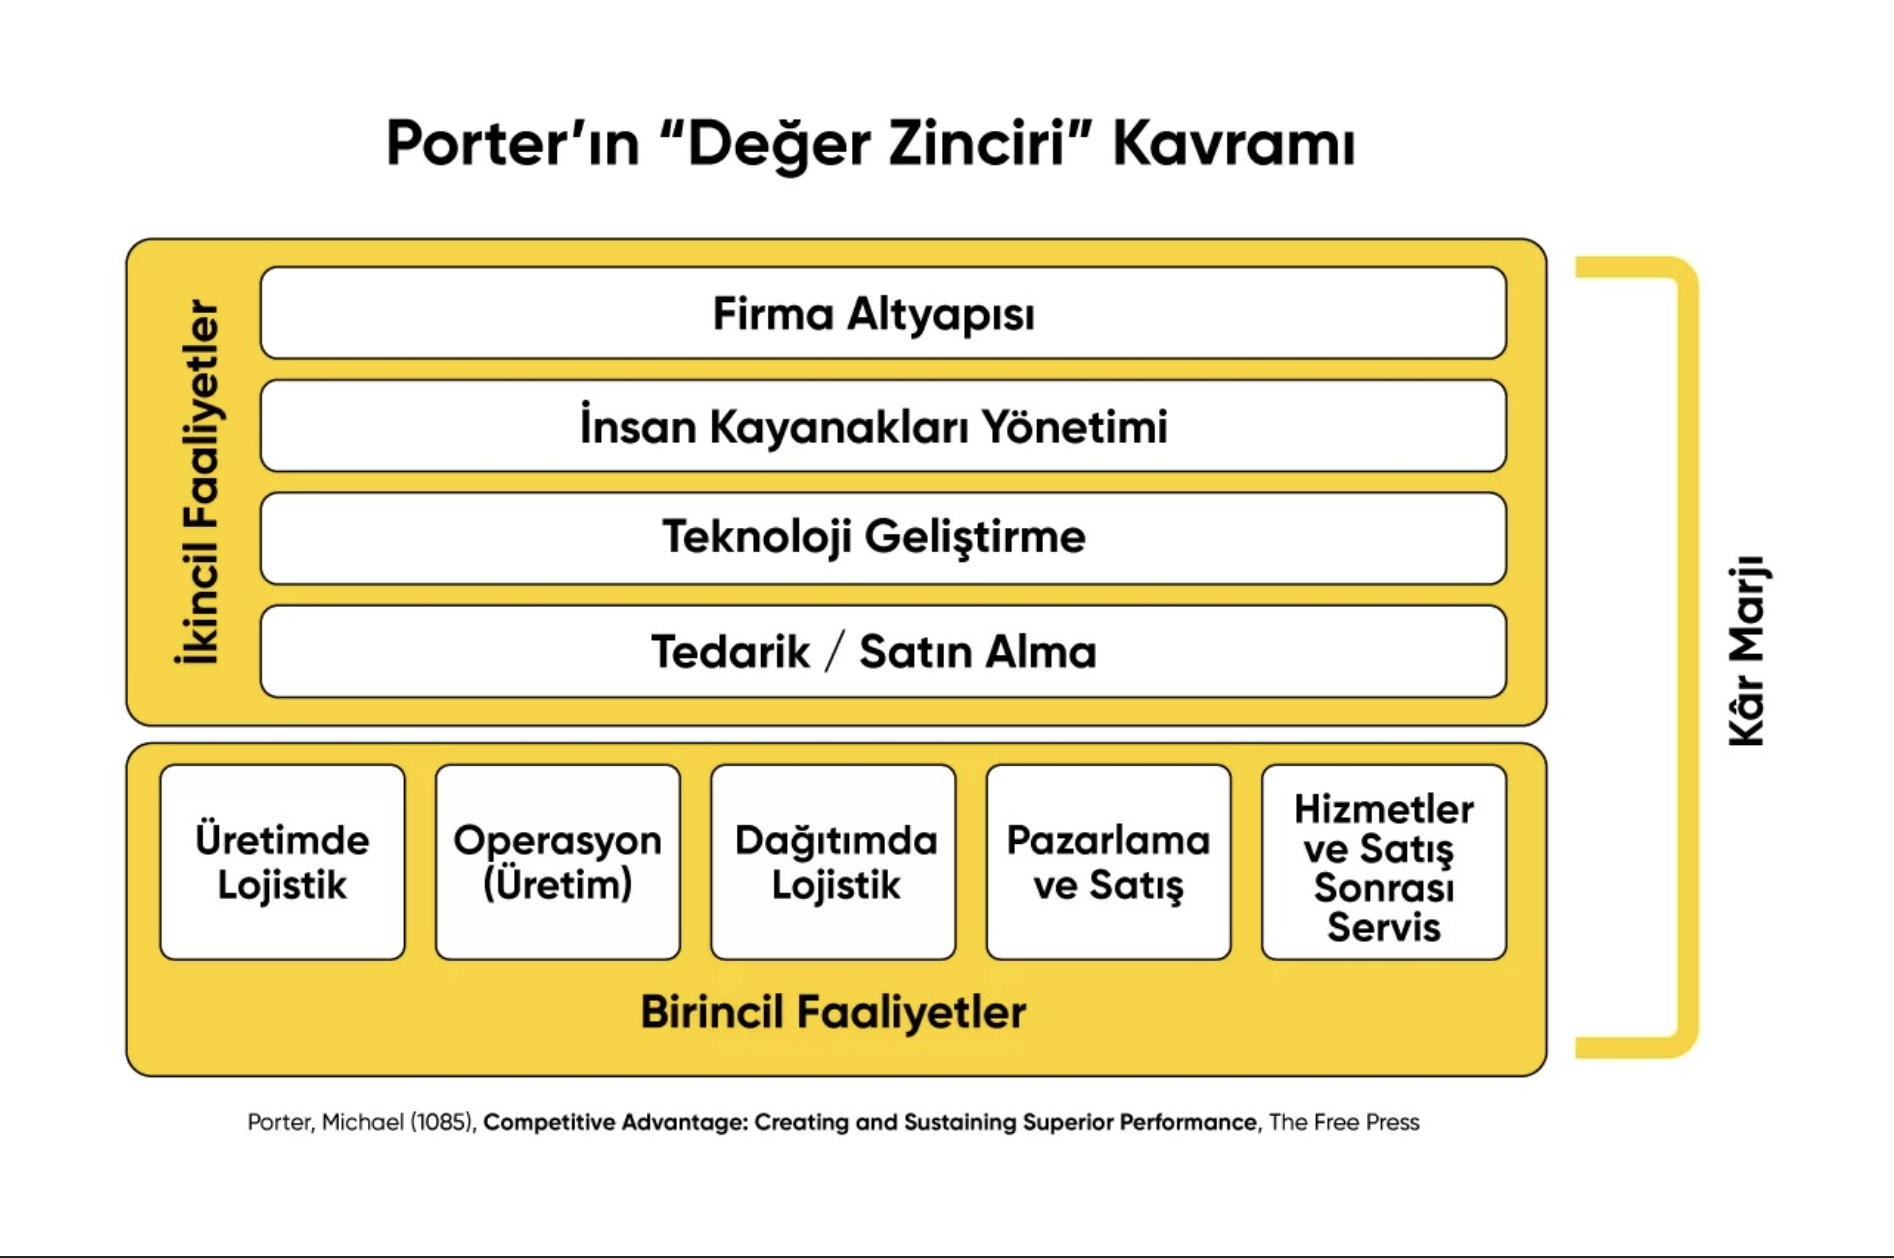 Porter’ın “Değer Zinciri” Kavramı
İkincil Faaliyetler
Firma Altyapısı
İnsan Kayanakları Yönetimi
Teknoloji Geliştirme
Tedarik / Satın Alma
Kâr Marjı
Üretimde
Lojistik
Operasyon
(Üretim)
Dağıtımda
Lojistik
Pazarlama
ve Satış
Hizmetler
ve Satış
Sonrası
Servis
Birincil Faaliyetler
Porter, Michael (1085), Competitive Advantage: Creating and Sustaining Superior Performance, The Free Press